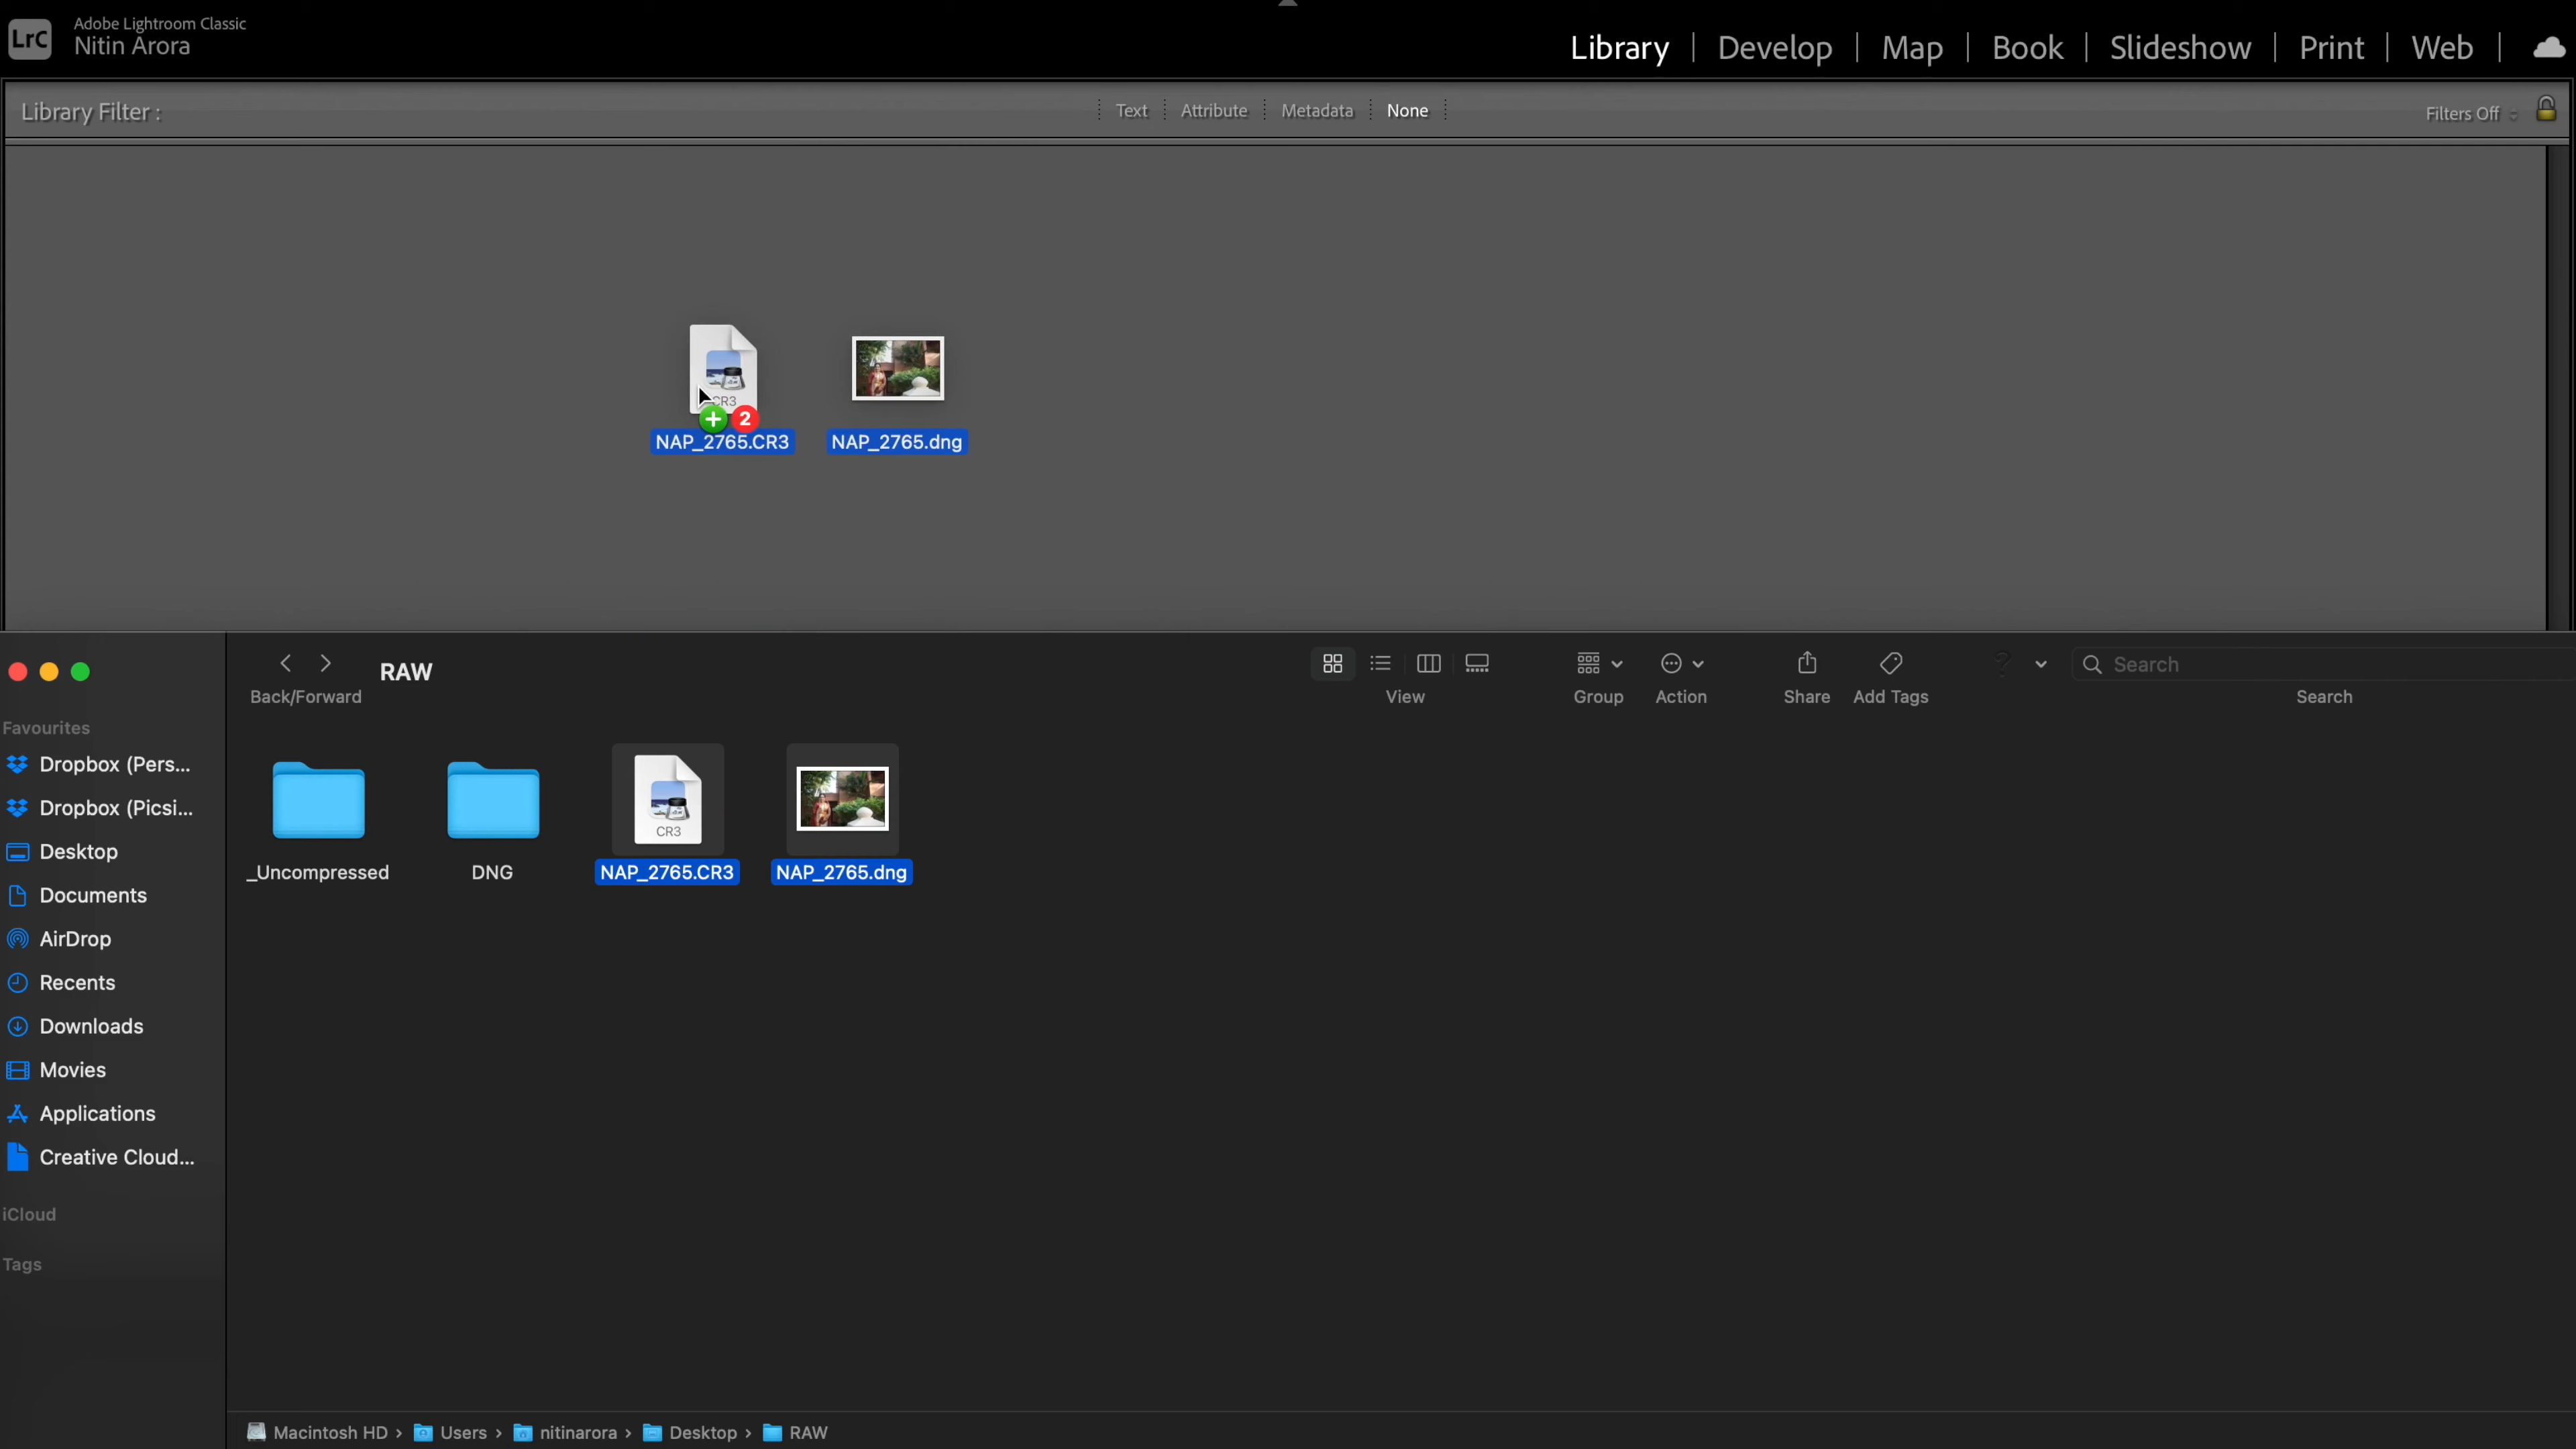 LrC
Adobe Lightroom Classic
Nitin Arora
Library
Develop
Map
Book
Slideshow
Print
Web
Library Filter :
Text
Attribute
Metadata
None
Filters Off
CR3
2
NAP_2765.CR3
NAP_2765.dng
Back/Forward
RAW
View
Group
Action
Share
Add Tags
?
Search
Search
Favourites
Dropbox (Pers...
Dropbox (Picsi...
Desktop
Documents
AirDrop
Recents
Downloads
Movies
Applications
Creative Cloud...
iCloud
Tags
_Uncompressed
DNG
CR3
NAP_2765.CR3
NAP_2765.dng
Macintosh HD › Users › nitinarora › Desktop › RAW